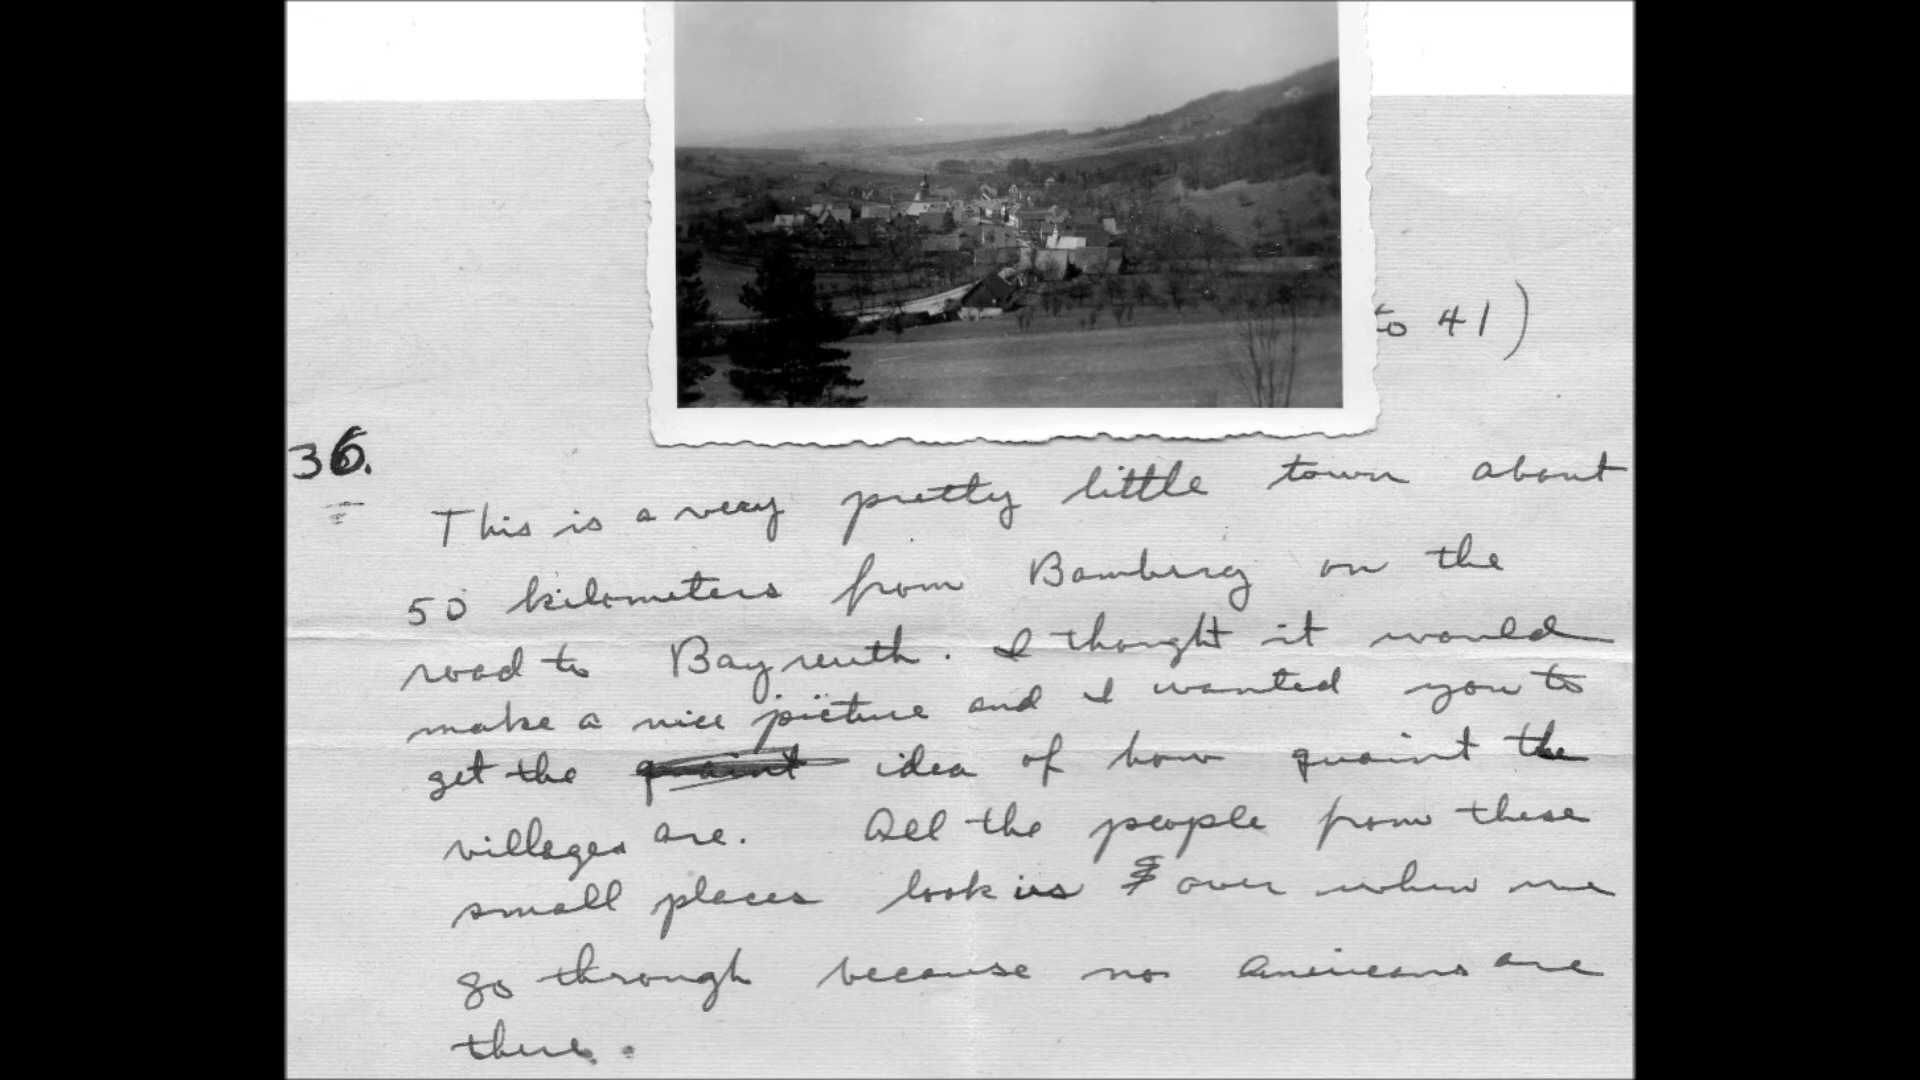 to 41)
36.
This is a very pretty little town about
50 kilometers from Bamberg on the
road to Bayreuth. I thought it would
make a nice picture and I wanted you to
get the quaint idea of how quaint the
villages are. All the people from these
small places look us over when we
go through because no Americans are
there.